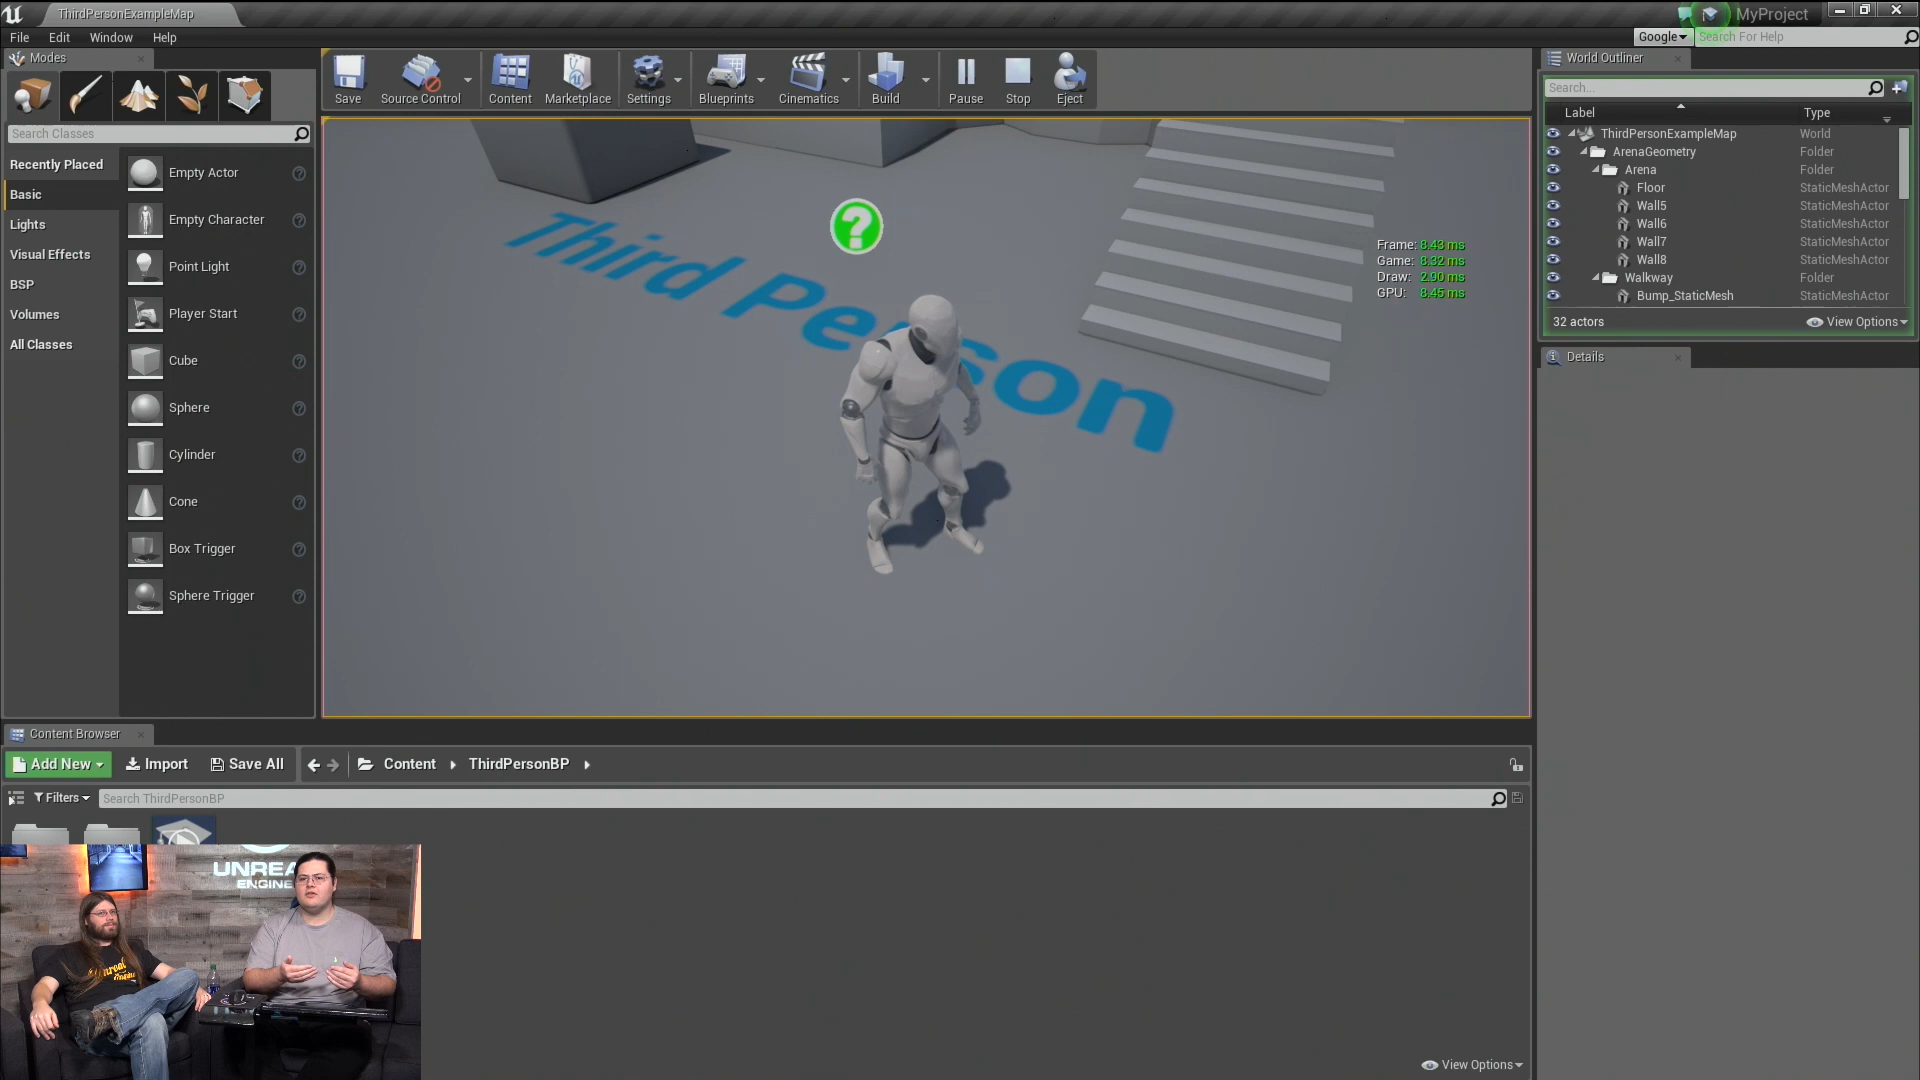 ThirdPersonExampleMap
MyProject
File Edit Window Help
Google
Search For Help
Modes
Save
Source Control
Content
Marketplace
Settings
Blueprints
Cinematics
Build
Pause
Stop
Eject
Search Classes
Recently Placed
Basic
Lights
Visual Effects
BSP
Volumes
All Classes
Empty Actor
Empty Character
Point Light
Player Start
Cube
Sphere
Cylinder
Cone
Box Trigger
Sphere Trigger
Third Person
?
Frame: 8.43 ms
Game: 8.32 ms
Draw: 2.90 ms
GPU: 8.45 ms
World Outliner
Search...
Label Type
ThirdPersonExampleMap World
ArenaGeometry Folder
Arena Folder
Floor StaticMeshActor
Wall5 StaticMeshActor
Wall6 StaticMeshActor
Wall7 StaticMeshActor
Wall8 StaticMeshActor
Walkway Folder
Bump_StaticMesh StaticMeshActor
32 actors
View Options
Details
Content Browser
Add New Import Save All Content ThirdPersonBP
Filters Search ThirdPersonBP
UNREA
ENGINE
View Options